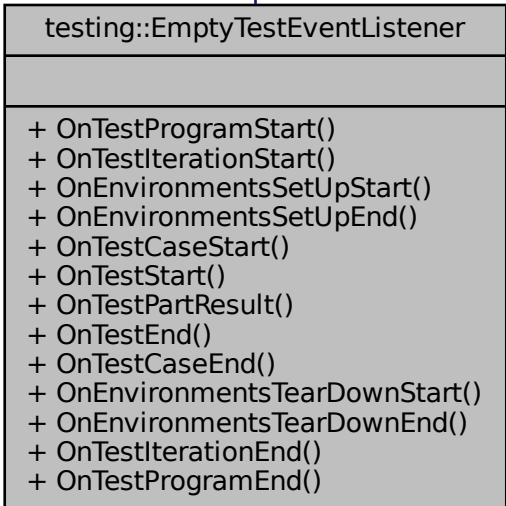 testing::EmptyTestEventListener
+ OnTestProgramStart()
+ OnTestIterationStart()
+ OnEnvironmentsSetUpStart()
+ OnEnvironmentsSetUpEnd()
+ OnTestCaseStart()
+ OnTestStart()
+ OnTestPartResult()
+ OnTestEnd()
+ OnTestCaseEnd()
+ OnEnvironmentsTearDownStart()
+ OnEnvironmentsTearDownEnd()
+ OnTestIterationEnd()
+ OnTestProgramEnd()